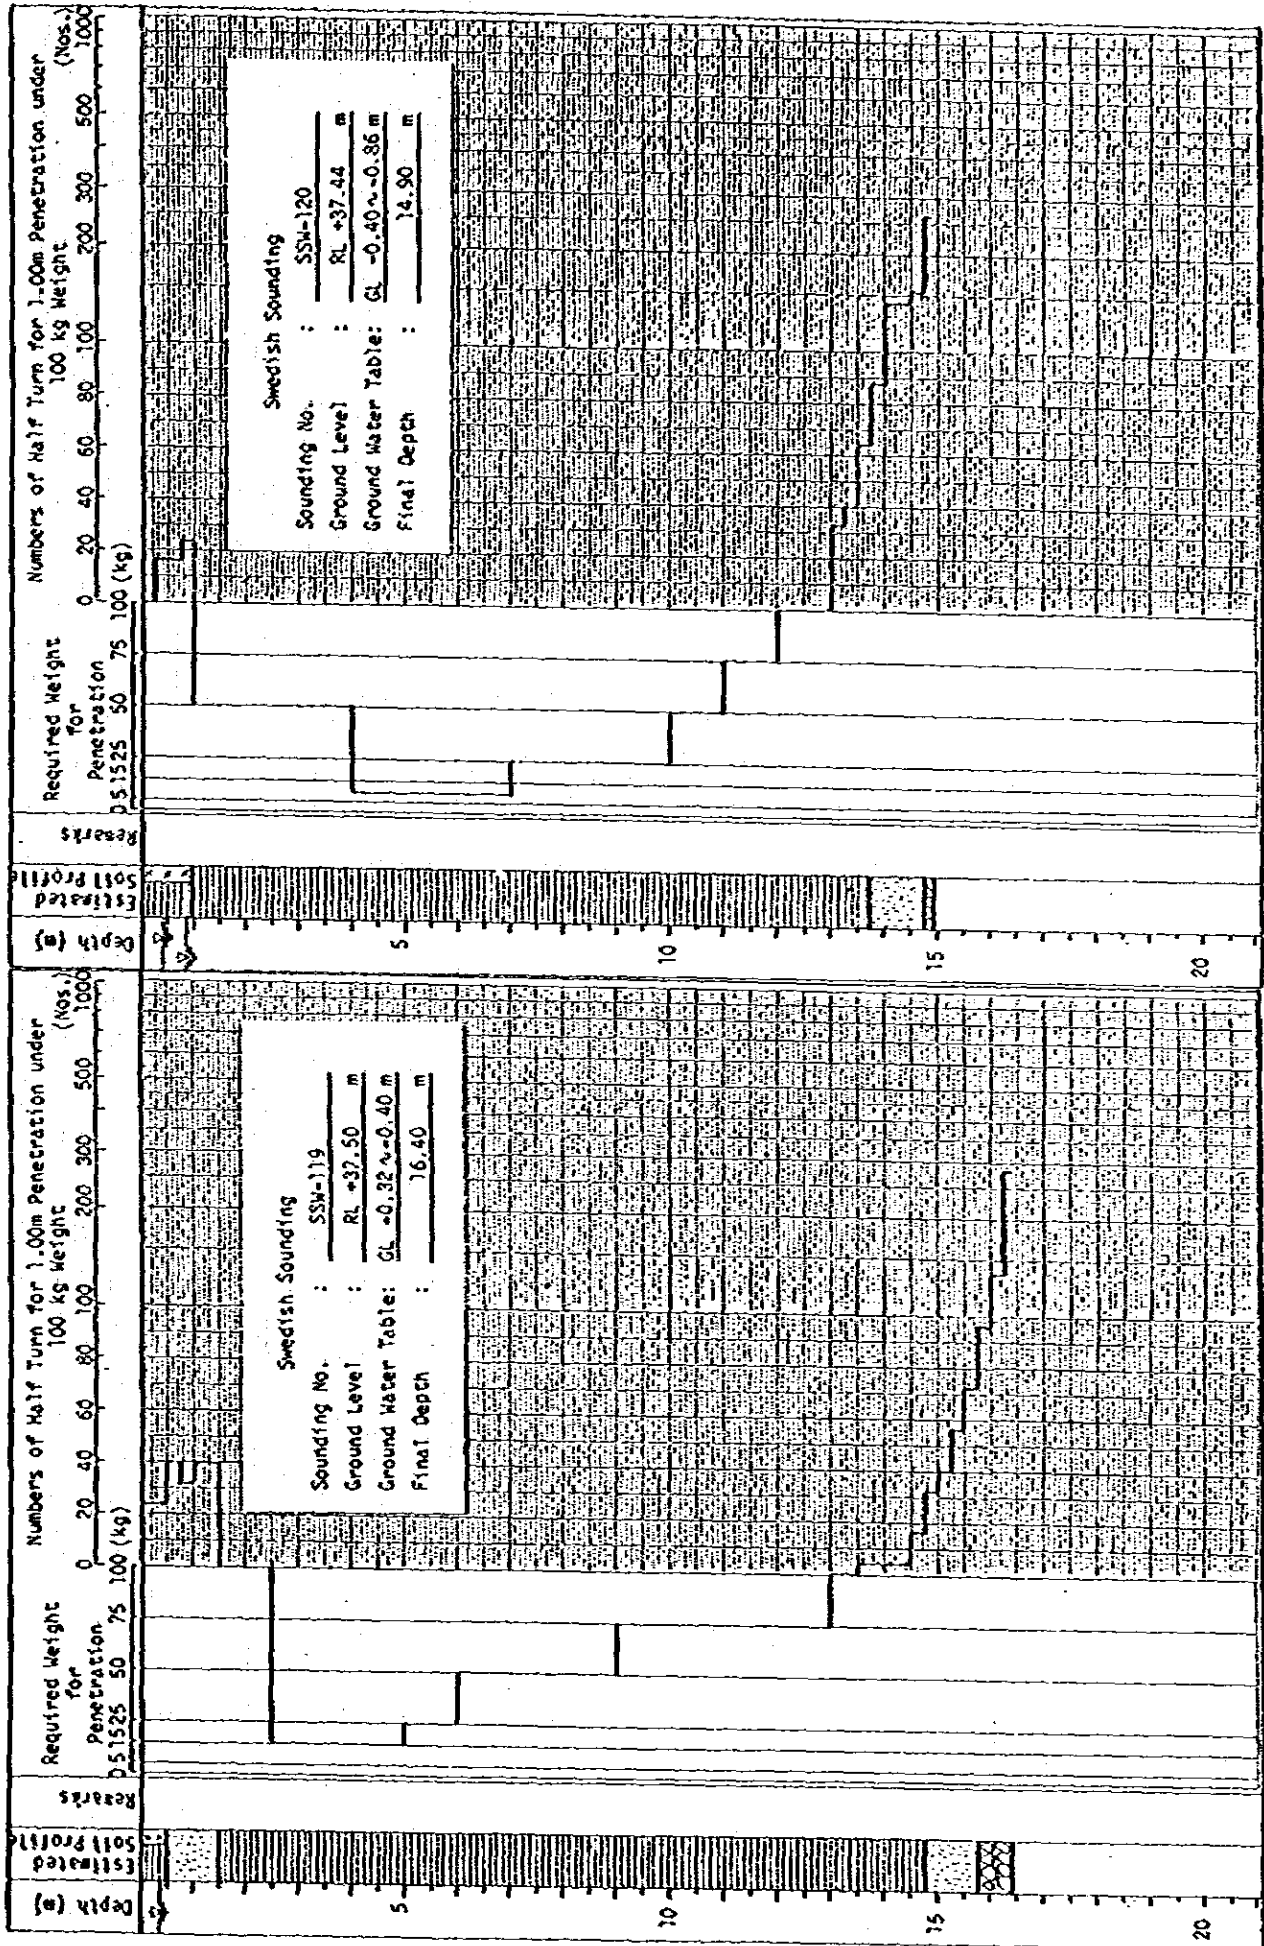 Depth (m)
Estimated
Soil Profile
Remarks
Required Weight
for
Penetration
0 5 15 25 50 75 100 (kg)
Numbers of Half Turn for 1.00m Penetration under
100 kg Weight (Nos.)
0 20 40 60 80 100 200 300 500 1000
Swedish Sounding
Sounding No. : SSW-119
Ground Level : RL +37.50 m
Ground Water Table: GL -0.32 ~ -0.40 m
Final Depth : 16.40 m
5
10
15
20
Depth (m)
Estimated
Soil Profile
Remarks
Required Weight
for
Penetration
0 5 15 25 50 75 100 (kg)
Numbers of Half Turn for 1.00m Penetration under
100 kg Weight (Nos.)
0 20 40 60 80 100 200 300 500 1000
Swedish Sounding
Sounding No. : SSW-120
Ground Level : RL +37.44 m
Ground Water Table: GL -0.40 ~ -0.86 m
Final Depth : 14.90 m
5
10
15
20